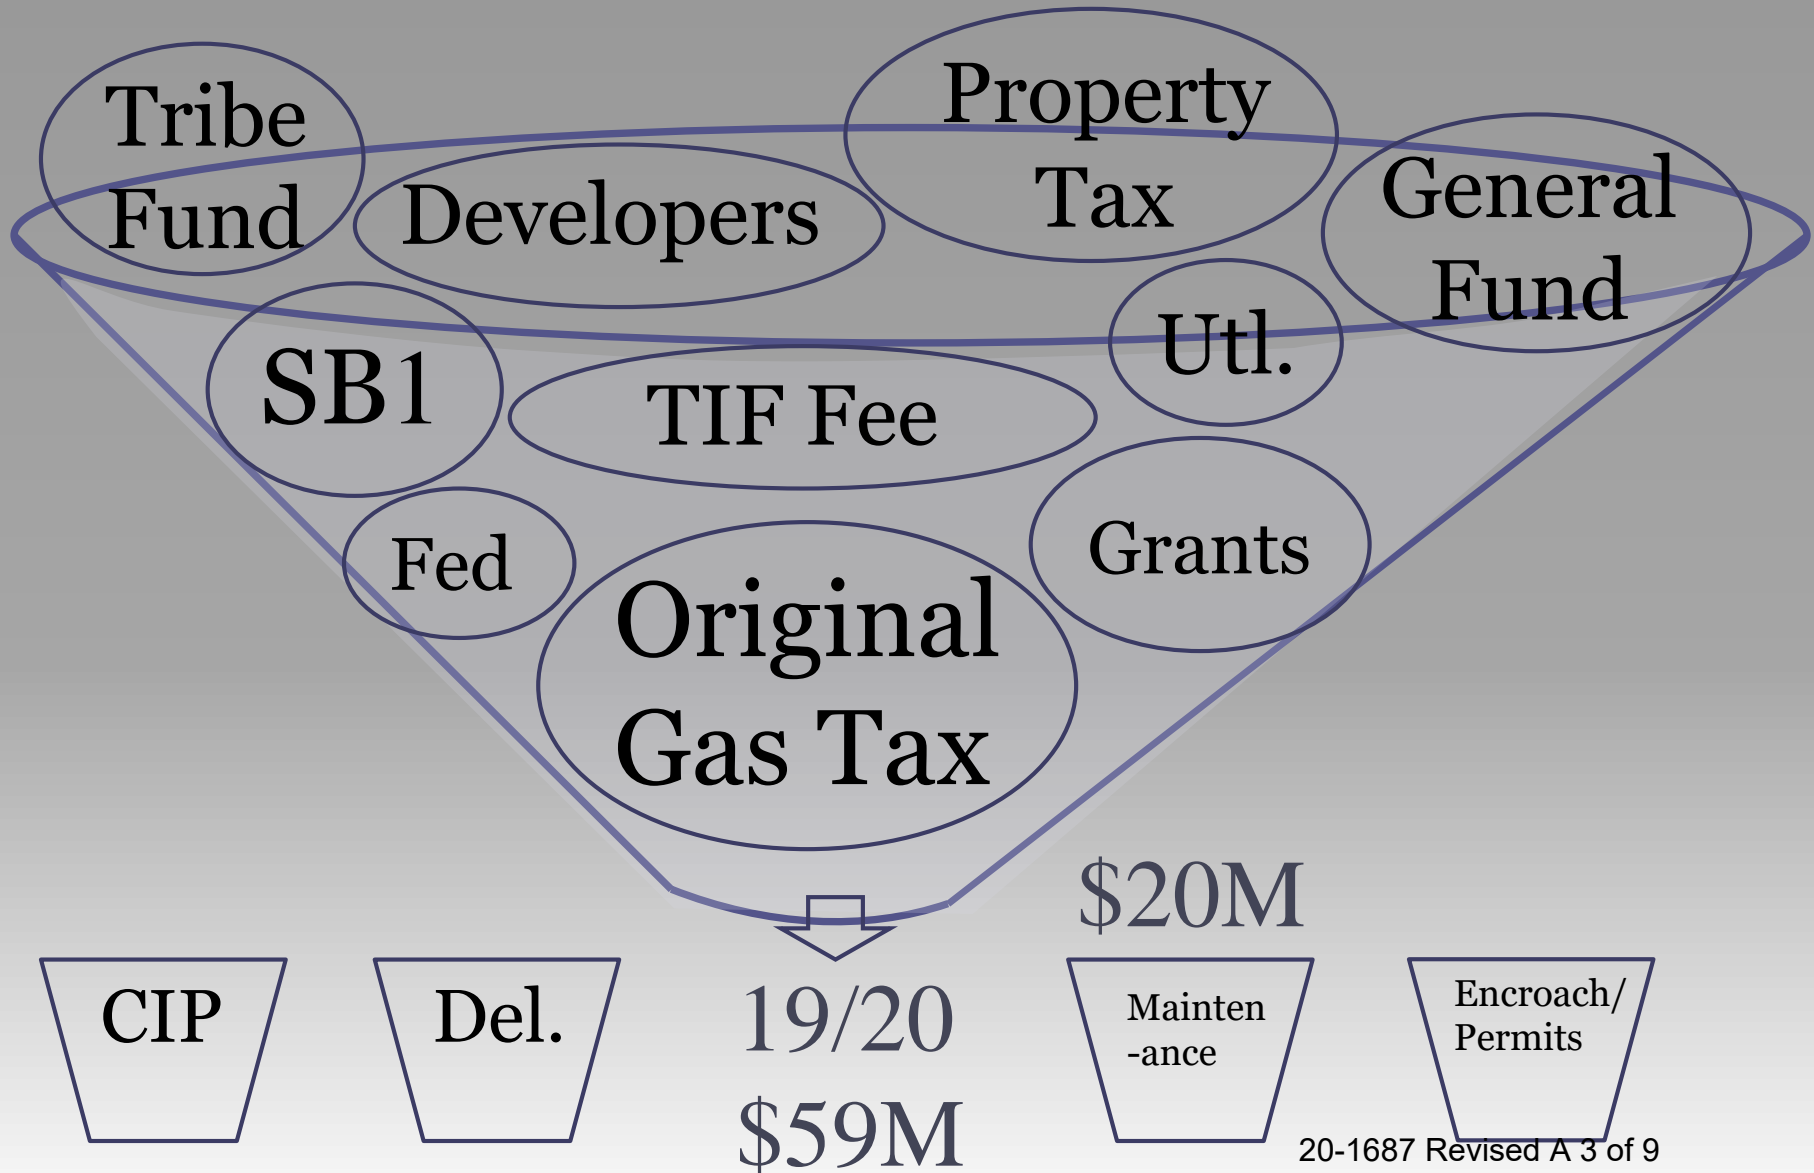 Tribe
Fund
Developers
Property
Tax
General
Fund
SB1
TIF Fee
Utl.
Fed
Original
Gas Tax
Grants
$20M
CIP
Del.
19/20
$59M
Mainten
-ance
Encroach/
Permits
20-1687 Revised A 3 of 9